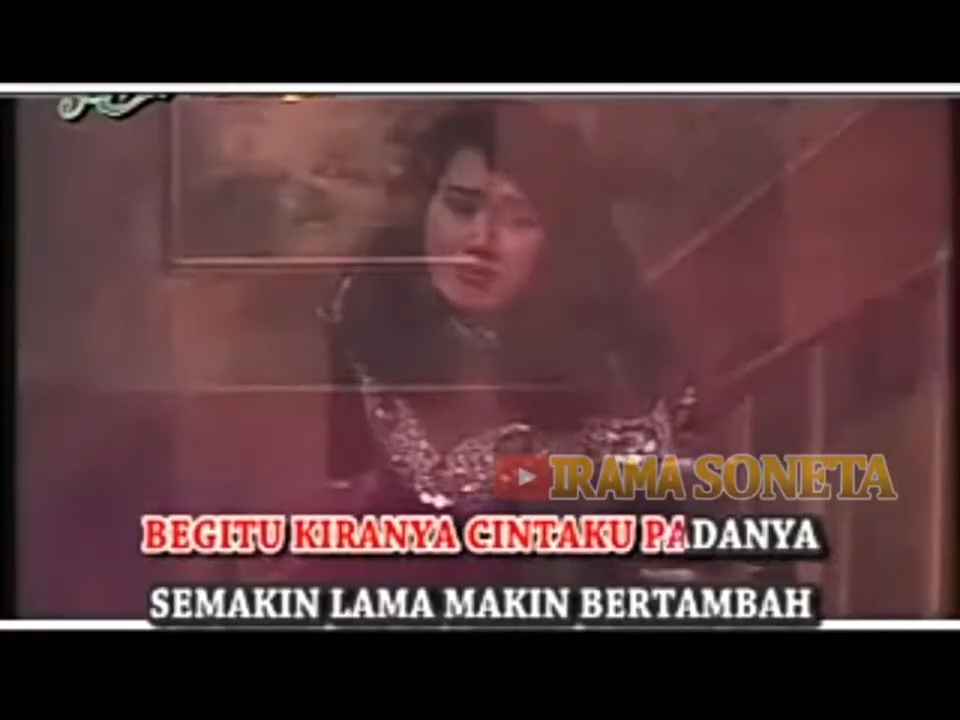 IRAMA SONETA
BEGITU KIRANYA CINTAKU PADANYA
SEMAKIN LAMA MAKIN BERTAMBAH